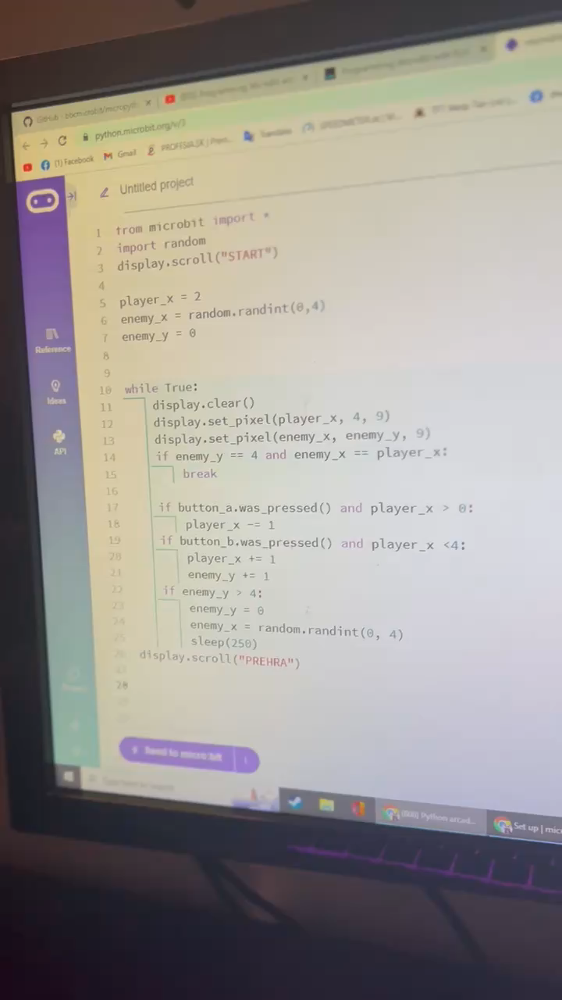 GitHub
python.microbit.org/v/3
(1) Facebook
Gmail
PROFESIA.SK |
Translate
Untitled project
Reference
Ideas
API
1 from microbit import *
2 import random
3 display.scroll("START")
4
5 player_x = 2
6 enemy_x = random.randint(0,4)
7 enemy_y = 0
8
9
10 while True:
11 display.clear()
12 display.set_pixel(player_x, 4, 9)
13 display.set_pixel(enemy_x, enemy_y, 9)
14 if enemy_y == 4 and enemy_x == player_x:
15 break
16
17 if button_a.was_pressed() and player_x > 0:
18 player_x -= 1
19 if button_b.was_pressed() and player_x <4:
20 player_x += 1
21 enemy_y += 1
22 if enemy_y > 4:
23 enemy_y = 0
24 enemy_x = random.randint(0, 4)
25 sleep(250)
26 display.scroll("PREHRA")
27
28
Send to micro:bit
Python arcad...
Set up | mic